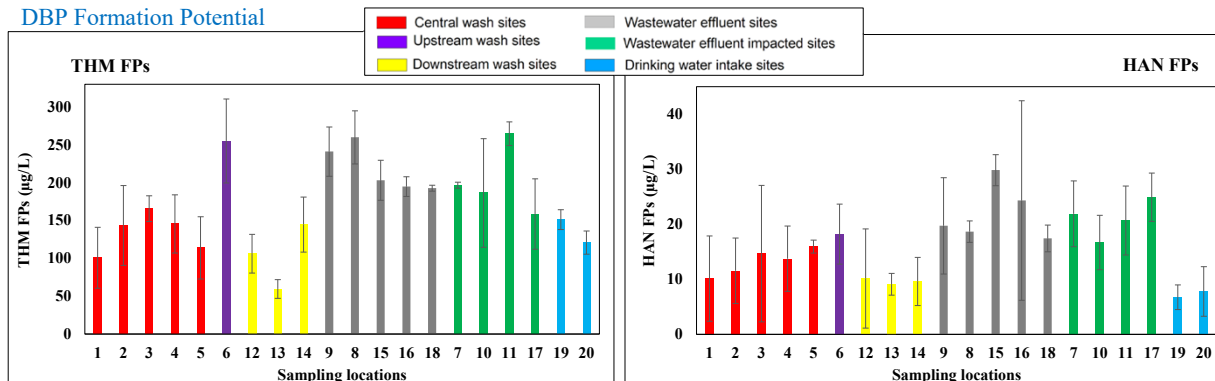 DBP Formation Potential
Central wash sites
Upstream wash sites
Downstream wash sites
Wastewater effluent sites
Wastewater effluent impacted sites
Drinking water intake sites
THM FPs
THM FPs (µg/L)
300
250
200
150
100
50
0
1 2 3 4 5 6 12 13 14 9 8 15 16 18 7 10 11 17 19 20
Sampling locations
HAN FPs
HAN FPs (µg/L)
40
30
20
10
0
1 2 3 4 5 6 12 13 14 9 8 15 16 18 7 10 11 17 19 20
Sampling locations